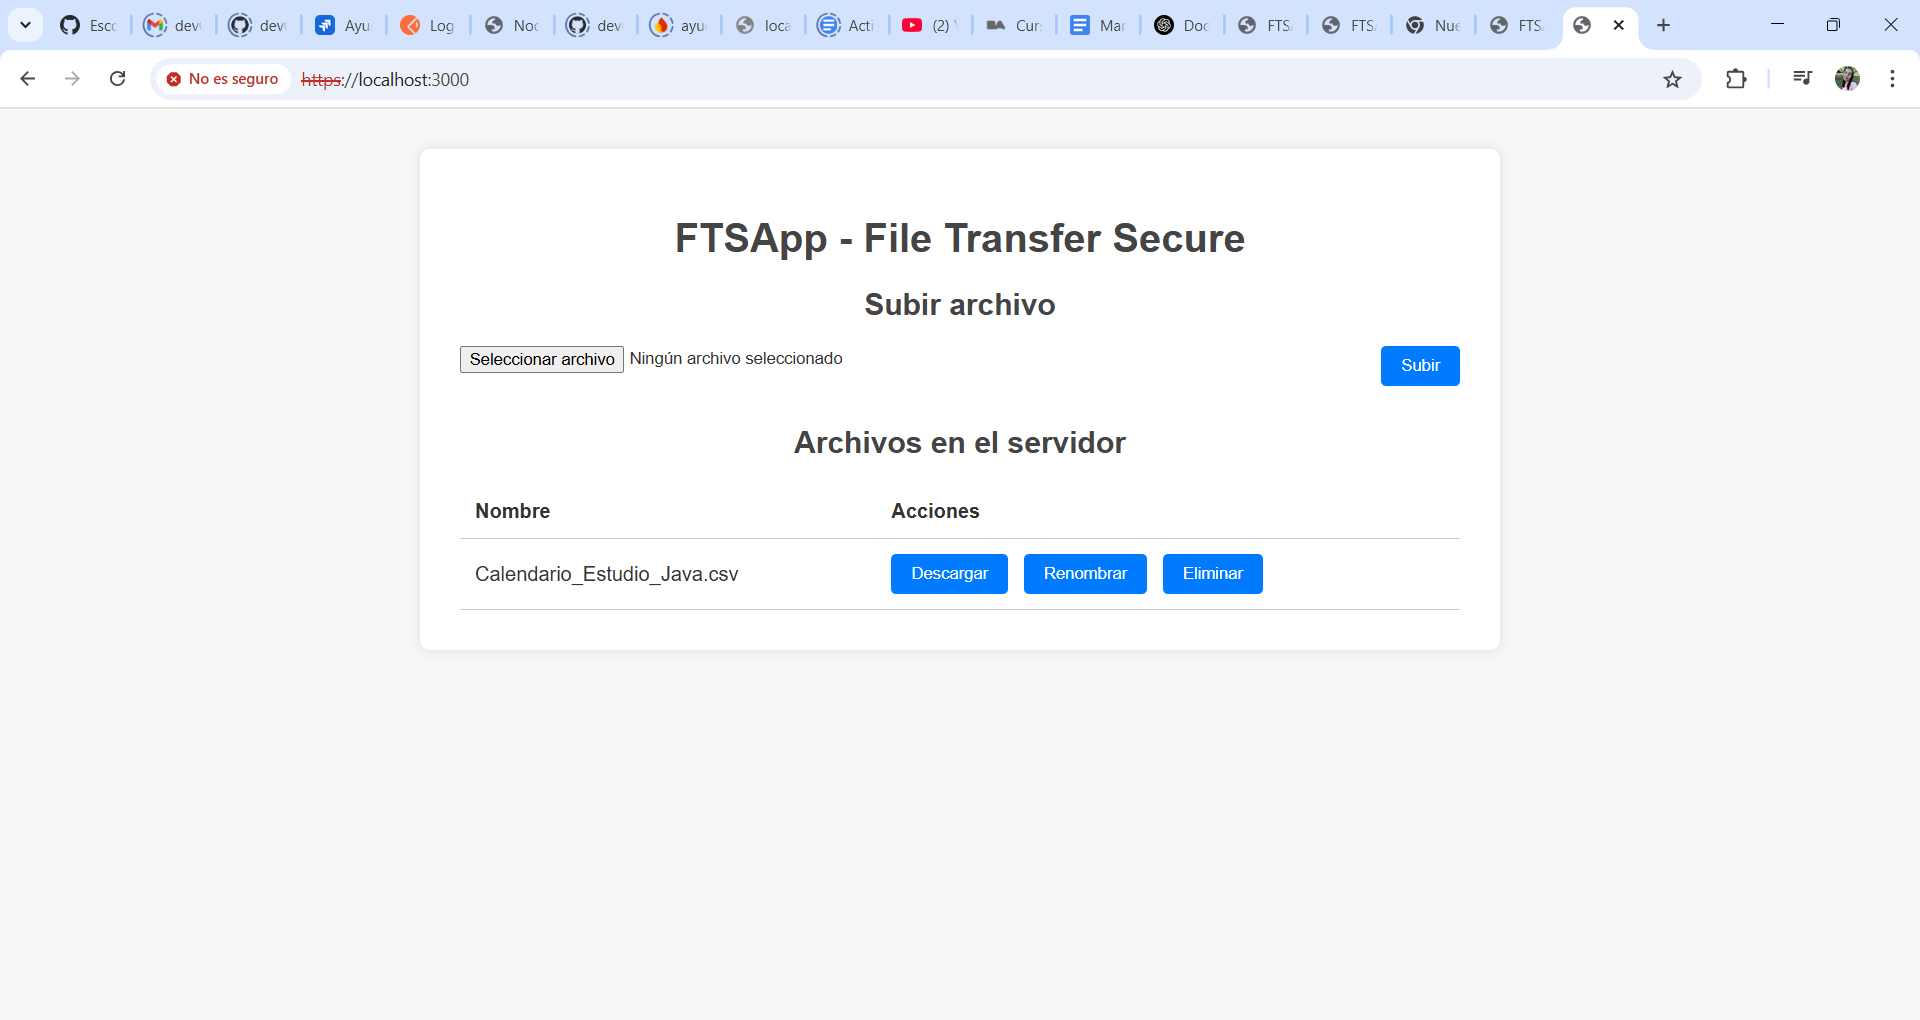 Esc
dev
dev
Ayu
Log
Noc
dev
ayu
loca
Acti
(2)
Cur
Mar
Doc
FTS
FTS
Nue
FTS
No es seguro https://localhost:3000
FTSApp - File Transfer Secure
Subir archivo
Seleccionar archivo Ningún archivo seleccionado Subir
Archivos en el servidor
Nombre Acciones
Calendario_Estudio_Java.csv Descargar Renombrar Eliminar